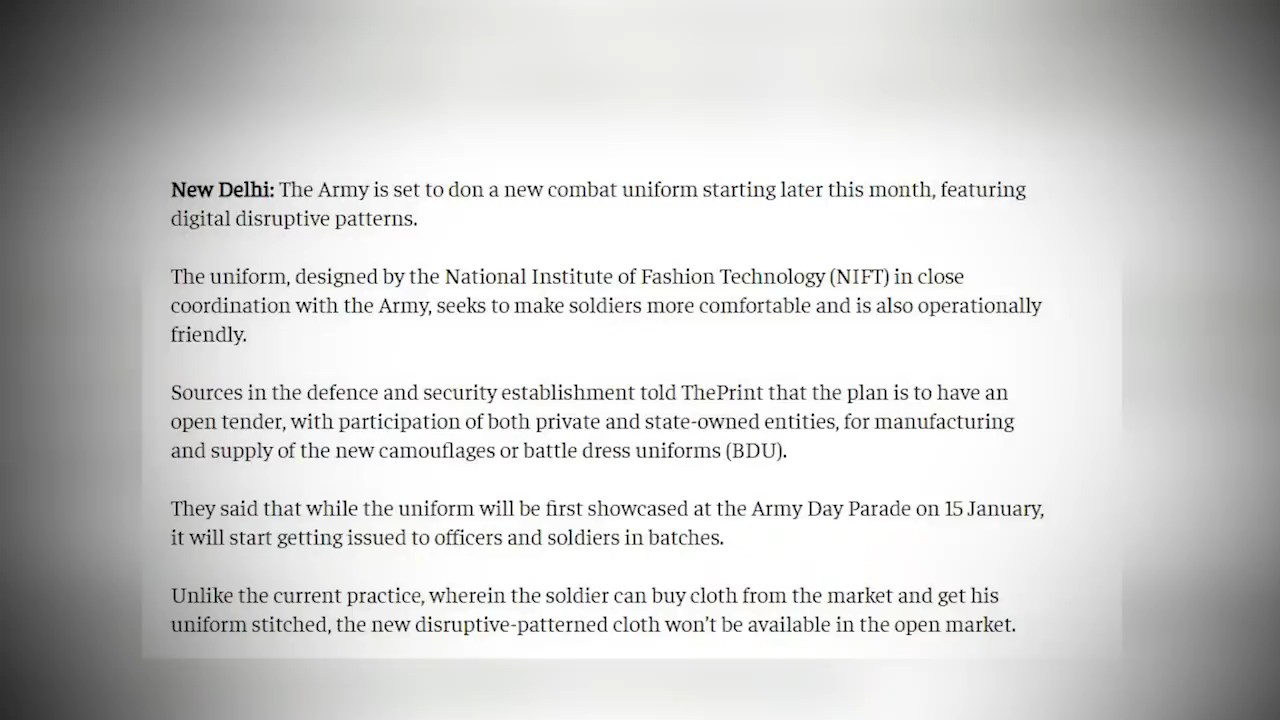 New Delhi: The Army is set to don a new combat uniform starting later this month, featuring
digital disruptive patterns.
The uniform, designed by the National Institute of Fashion Technology (NIFT) in close
coordination with the Army, seeks to make soldiers more comfortable and is also operationally
friendly.
Sources in the defence and security establishment told ThePrint that the plan is to have an
open tender, with participation of both private and state-owned entities, for manufacturing
and supply of the new camouflages or battle dress uniforms (BDU).
They said that while the uniform will be first showcased at the Army Day Parade on 15 January,
it will start getting issued to officers and soldiers in batches.
Unlike the current practice, wherein the soldier can buy cloth from the market and get his
uniform stitched, the new disruptive-patterned cloth won’t be available in the open market.